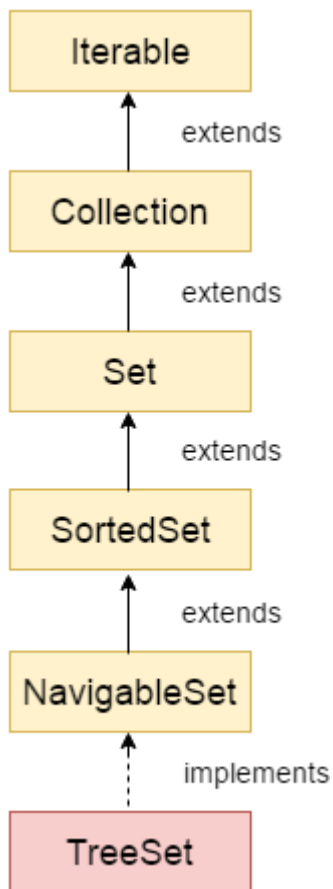 Iterable
extends
Collection
extends
Set
extends
SortedSet
extends
NavigableSet
implements
TreeSet